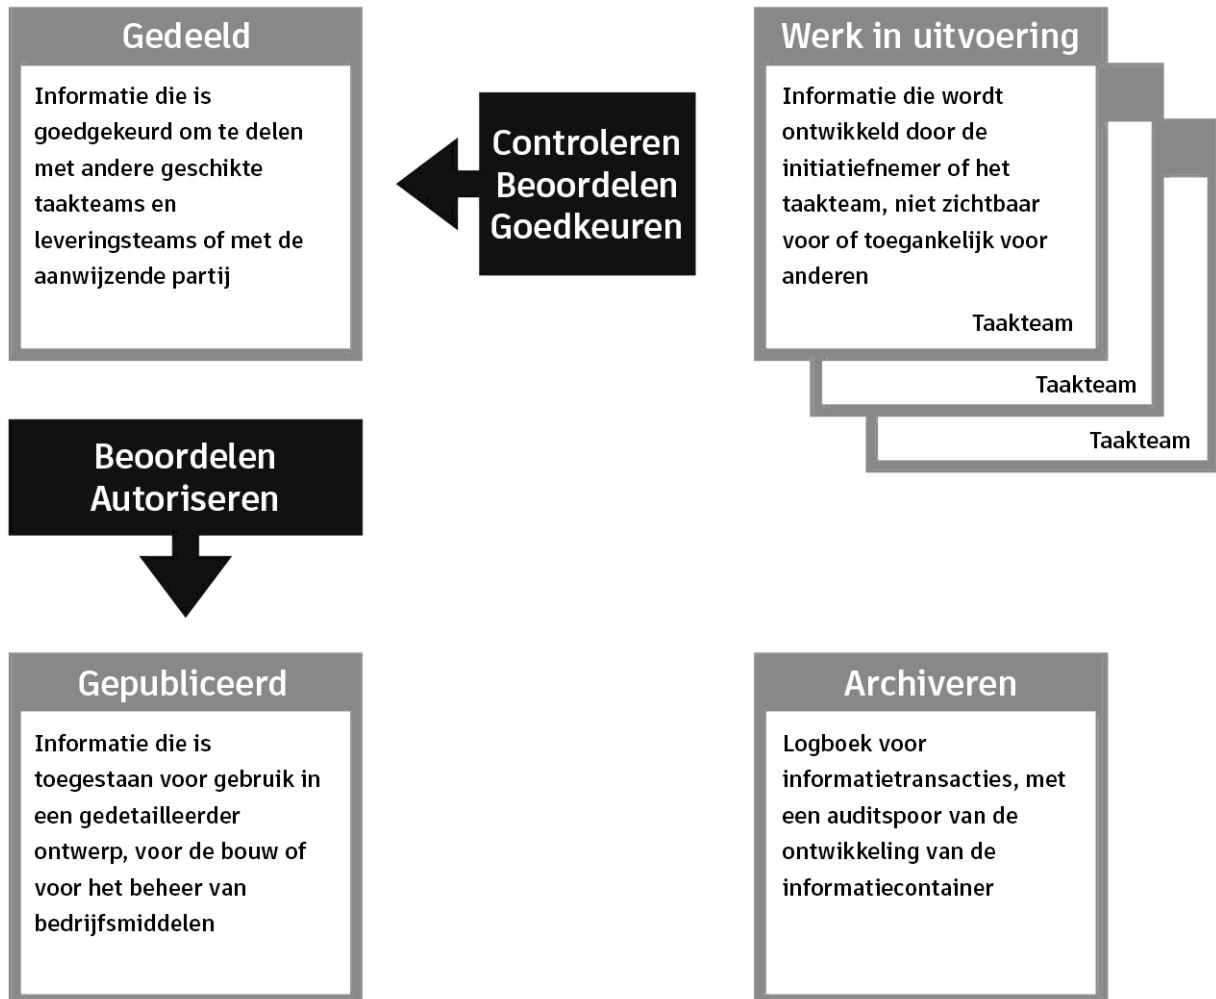 Gedeeld
Informatie die is
goedgekeurd om te delen
met andere geschikte
taakteams en
leveringsteams of met de
aanwijzende partij
Controleren
Beoordelen
Goedkeuren
Werk in uitvoering
Informatie die wordt
ontwikkeld door de
initiatiefnemer of het
taakteam, niet zichtbaar
voor of toegankelijk voor
anderen
Taakteam
Taakteam
Taakteam
Beoordelen
Autoriseren
Gepubliceerd
Informatie die is
toegestaan voor gebruik in
een gedetailleerder
ontwerp, voor de bouw of
voor het beheer van
bedrijfsmiddelen
Archiveren
Logboek voor
informatietransacties, met
een auditspoor van de
ontwikkeling van de
informatiecontainer